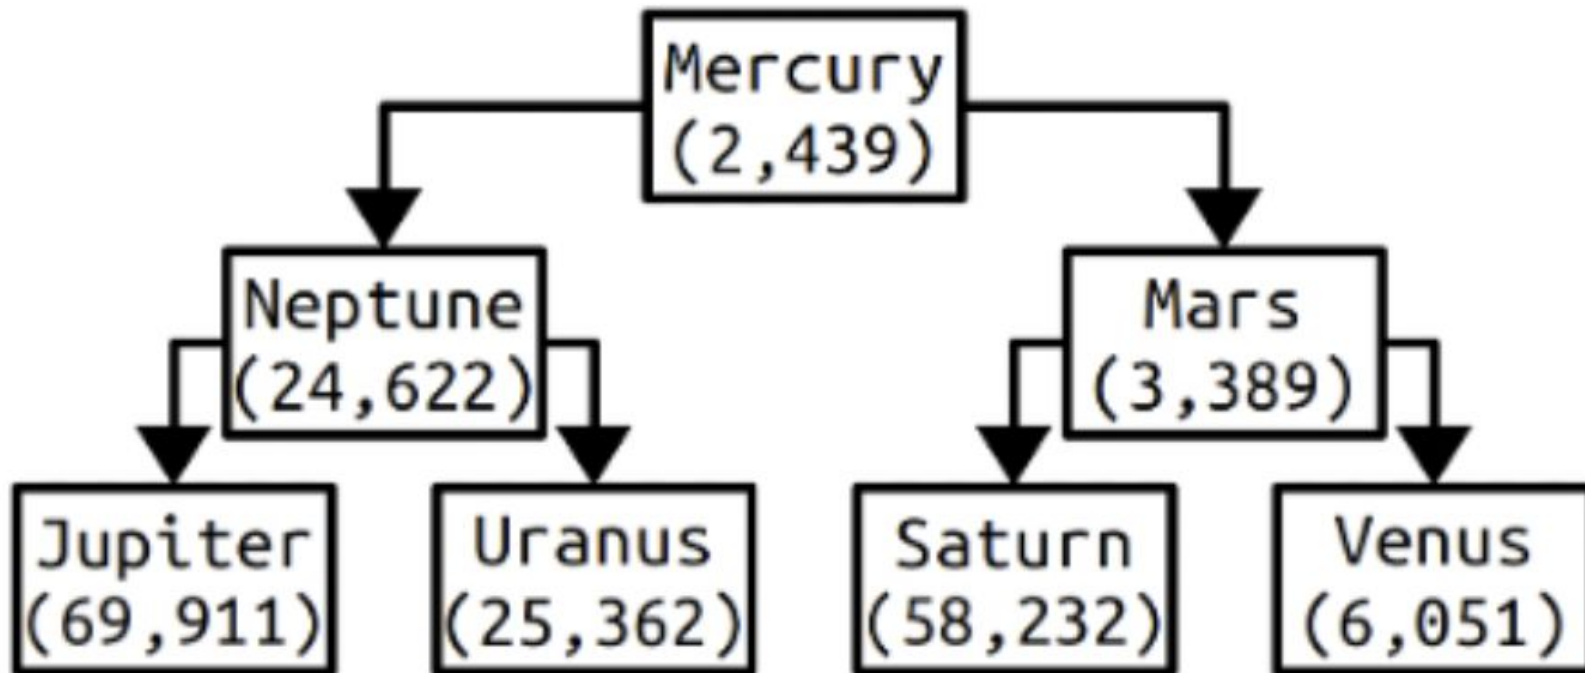 Mercury
(2,439)
Neptune
(24,622)
Mars
(3,389)
Jupiter
(69,911)
Uranus
(25,362)
Saturn
(58,232)
Venus
(6,051)